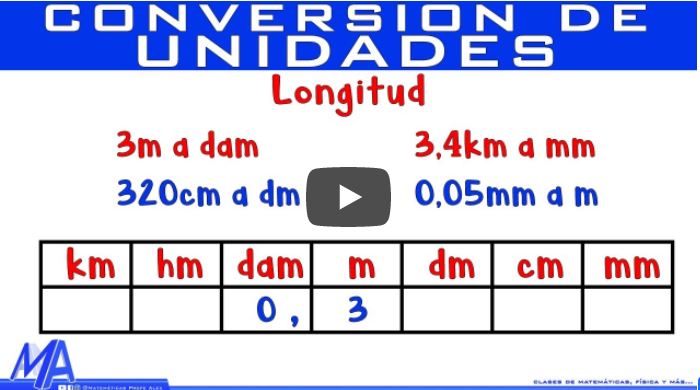 CONVERSION DE
UNIDADES
Longitud
3m a dam
3,4km a mm
320cm a dm
0,05mm a m
km hm dam m dm cm mm
0 , 3
MA
@Matemáticas Profe Alex
CLASES DE MATEMÁTICAS, FÍSICA Y MÁS...